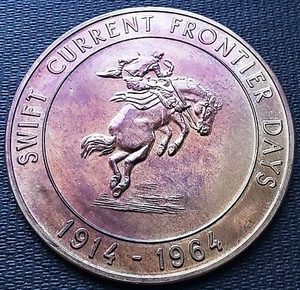 SWIFT CURRENT FRONTIER DAYS
1914 - 1964